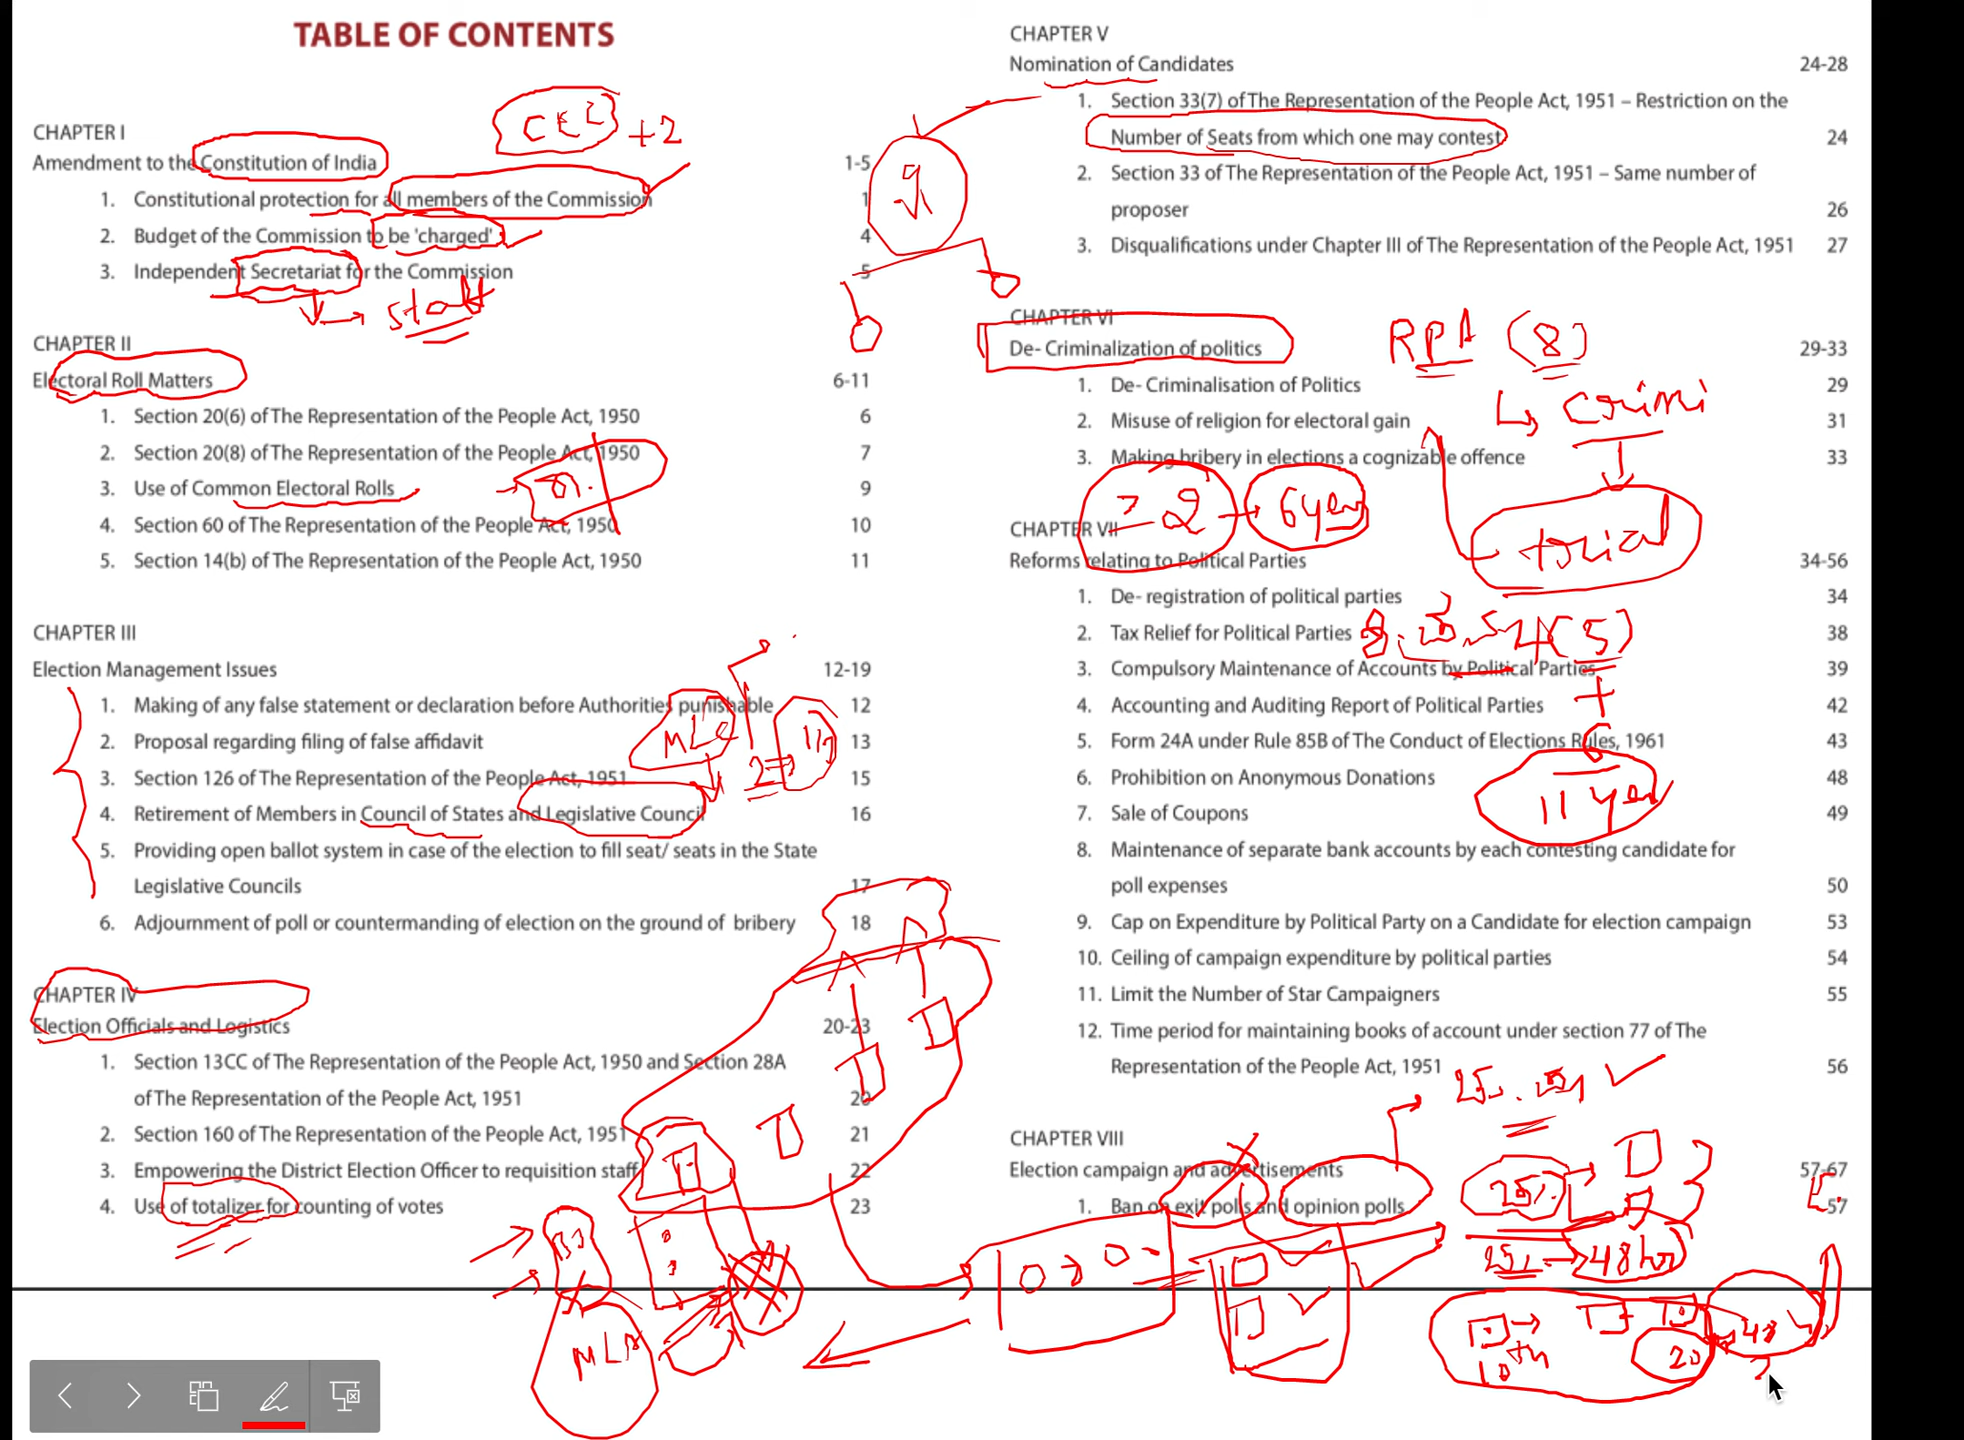 TABLE OF CONTENTS
CHAPTER I
Amendment to the Constitution of India 1-5
1. Constitutional protection for all members of the Commission 1
2. Budget of the Commission to be 'charged' 4
3. Independent Secretariat for the Commission 5
CHAPTER II
Electoral Roll Matters 6-11
1. Section 20(6) of The Representation of the People Act, 1950 6
2. Section 20(8) of The Representation of the People Act, 1950 7
3. Use of Common Electoral Rolls 9
4. Section 60 of The Representation of the People Act, 1950 10
5. Section 14(b) of The Representation of the People Act, 1950 11
CHAPTER III
Election Management Issues 12-19
1. Making of any false statement or declaration before Authorities punishable 12
2. Proposal regarding filing of false affidavit 13
3. Section 126 of The Representation of the People Act, 1951 15
4. Retirement of Members in Council of States and Legislative Council 16
5. Providing open ballot system in case of the election to fill seat/ seats in the State
Legislative Councils 17
6. Adjournment of poll or countermanding of election on the ground of bribery 18
CHAPTER IV
Election Officials and Logistics 20-23
1. Section 13CC of The Representation of the People Act, 1950 and Section 28A
of The Representation of the People Act, 1951 20
2. Section 160 of The Representation of the People Act, 1951 21
3. Empowering the District Election Officer to requisition staff 22
4. Use of totalizer for counting of votes 23
CHAPTER V
Nomination of Candidates 24-28
1. Section 33(7) of The Representation of the People Act, 1951 – Restriction on the
Number of Seats from which one may contest 24
2. Section 33 of The Representation of the People Act, 1951 – Same number of
proposer 26
3. Disqualifications under Chapter III of The Representation of the People Act, 1951 27
CHAPTER VI
De- Criminalization of politics 29-33
1. De- Criminalisation of Politics 29
2. Misuse of religion for electoral gain 31
3. Making bribery in elections a cognizable offence 33
CHAPTER VII
Reforms relating to Political Parties 34-56
1. De- registration of political parties 34
2. Tax Relief for Political Parties 38
3. Compulsory Maintenance of Accounts by Political Parties 39
4. Accounting and Auditing Report of Political Parties 42
5. Form 24A under Rule 85B of The Conduct of Elections Rules, 1961 43
6. Prohibition on Anonymous Donations 48
7. Sale of Coupons 49
8. Maintenance of separate bank accounts by each contesting candidate for
poll expenses 50
9. Cap on Expenditure by Political Party on a Candidate for election campaign 53
10. Ceiling of campaign expenditure by political parties 54
11. Limit the Number of Star Campaigners 55
12. Time period for maintaining books of account under section 77 of The
Representation of the People Act, 1951 56
CHAPTER VIII
Election campaign and advertisements 57-67
1. Ban on exit polls and opinion polls 57
+2
staff
RPA (8)
crimi
trial
2
6 year
(5)
+
6
11 year
MLC
2
48 hr
10th
20
48
MLA